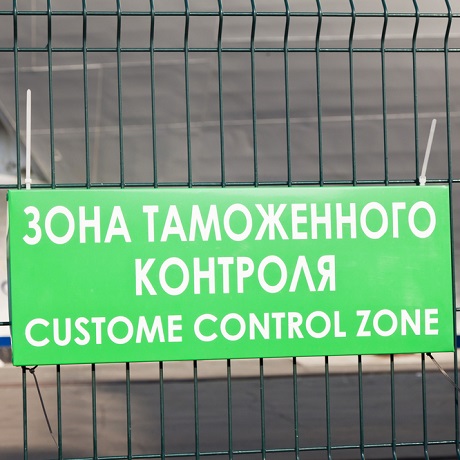 ЗОНА ТАМОЖЕННОГО
КОНТРОЛЯ
CUSTOME CONTROL ZONE